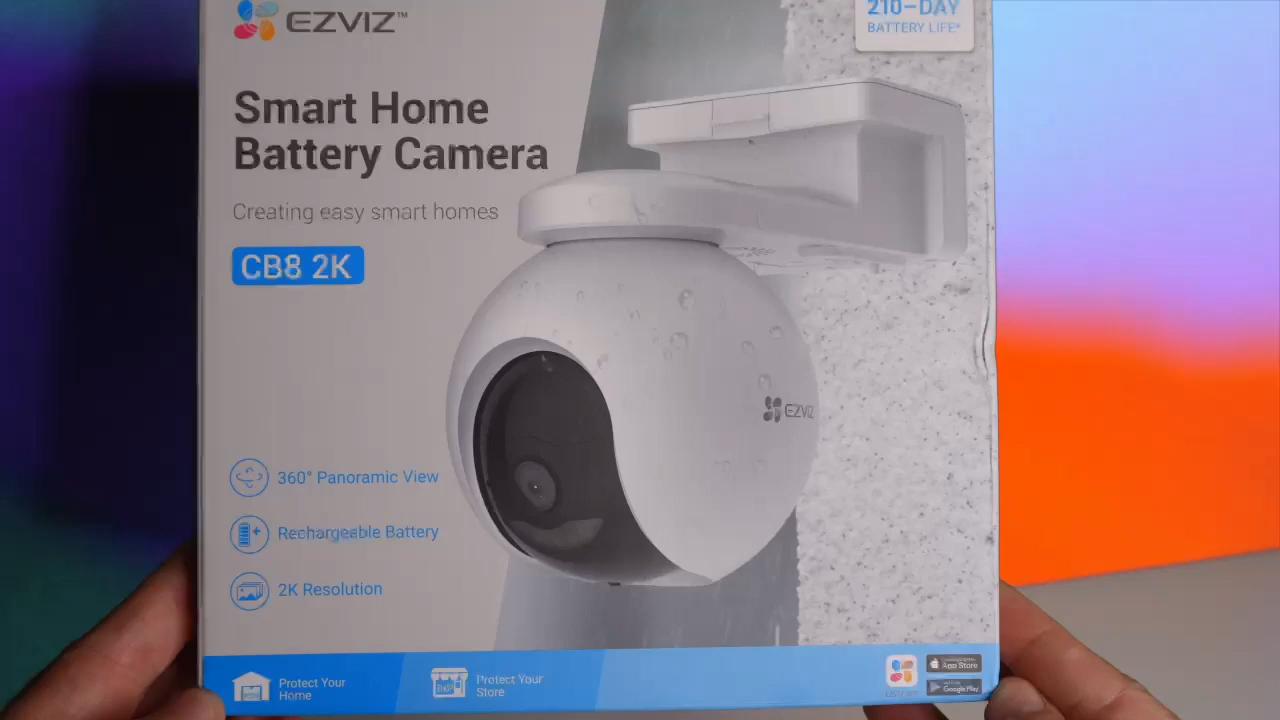 EZVIZ™
210-DAY
BATTERY LIFE*
Smart Home
Battery Camera
Creating easy smart homes
CB8 2K
EZVIZ
360° Panoramic View
Rechargeable Battery
2K Resolution
Protect Your
Home
Protect Your
Store
App Store
Google Play